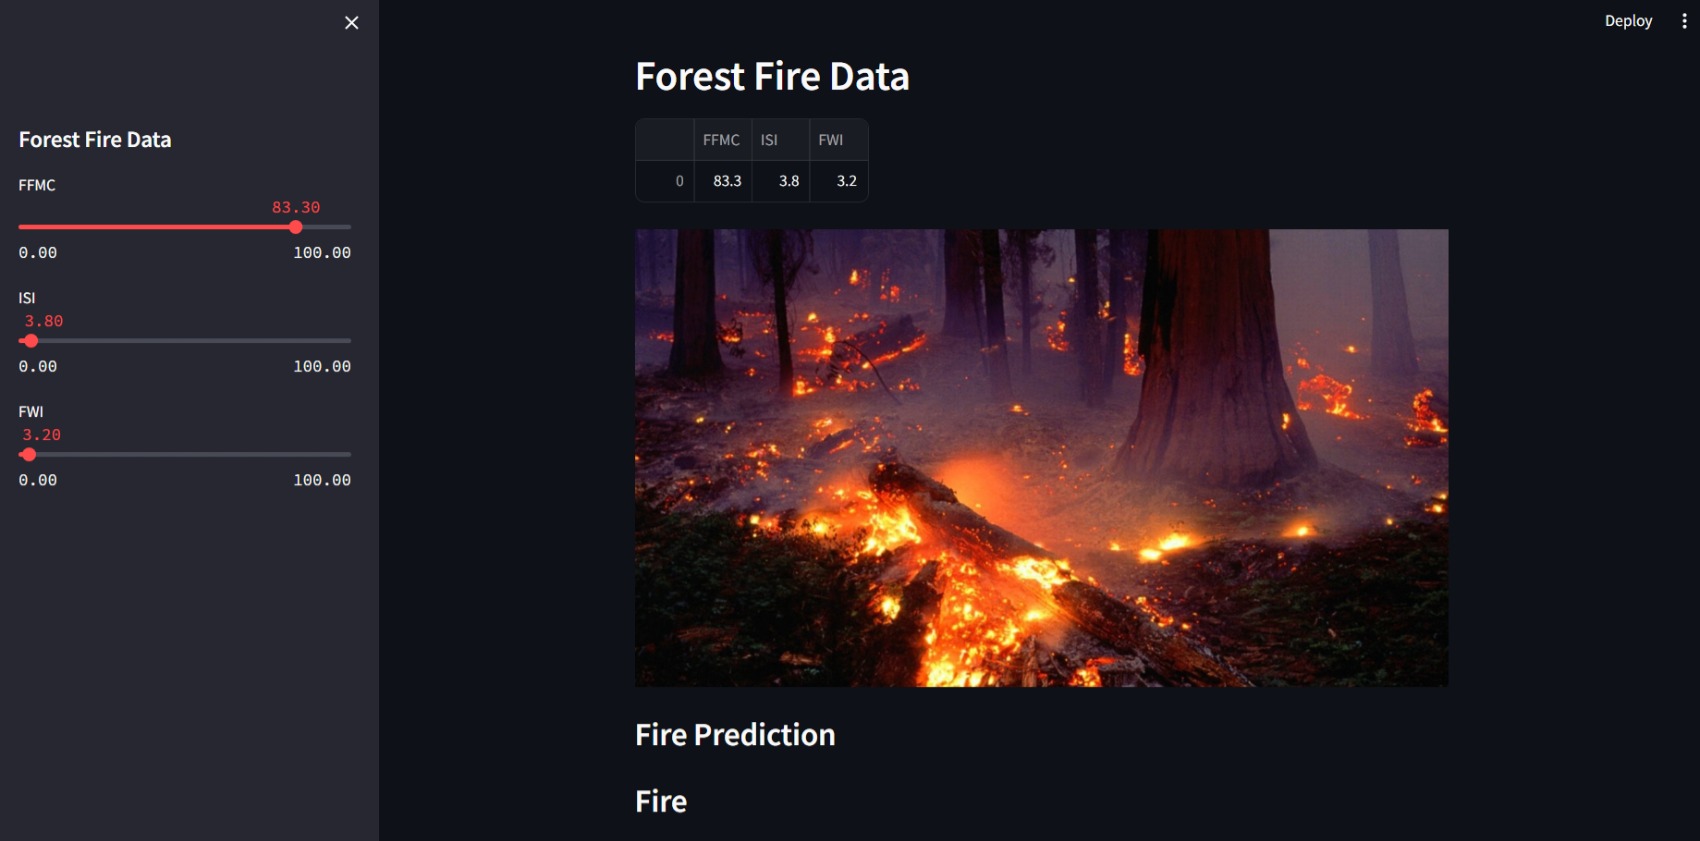 Deploy
Forest Fire Data
FFMC
83.30
0.00 100.00
ISI
3.80
0.00 100.00
FWI
3.20
0.00 100.00
Forest Fire Data
FFMC ISI FWI
0 83.3 3.8 3.2
Fire Prediction
Fire